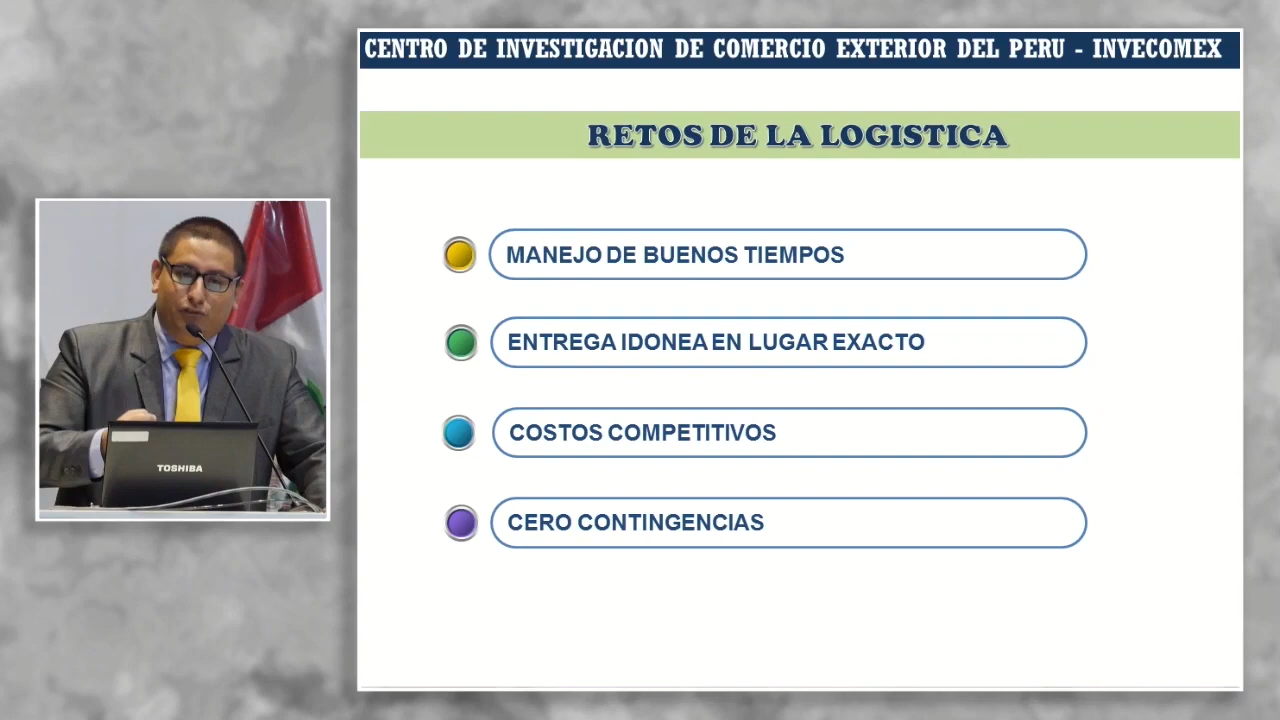 CENTRO DE INVESTIGACION DE COMERCIO EXTERIOR DEL PERU - INVECOMEX
RETOS DE LA LOGISTICA
MANEJO DE BUENOS TIEMPOS
ENTREGA IDONEA EN LUGAR EXACTO
COSTOS COMPETITIVOS
CERO CONTINGENCIAS
TOSHIBA